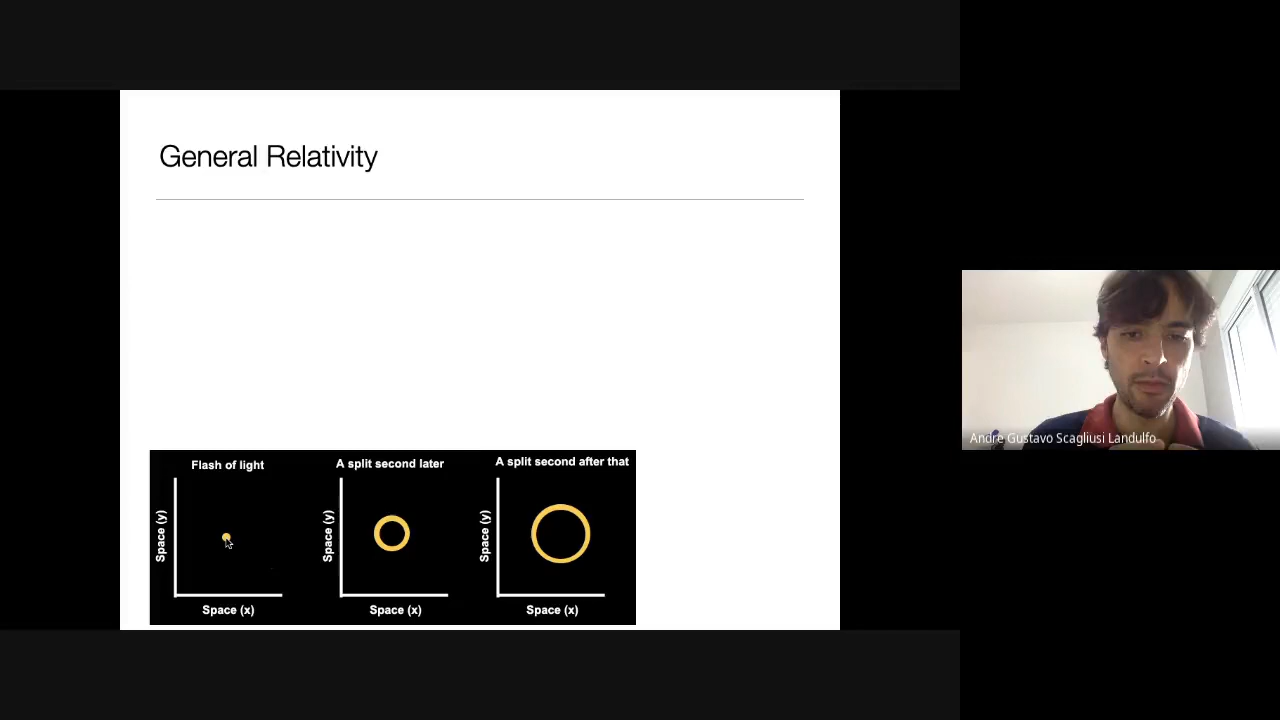 General Relativity
Flash of light
A split second later
A split second after that
Space (y)
Space (y)
Space (y)
Space (x)
Space (x)
Space (x)
Andre Gustavo Scagliusi Landulfo